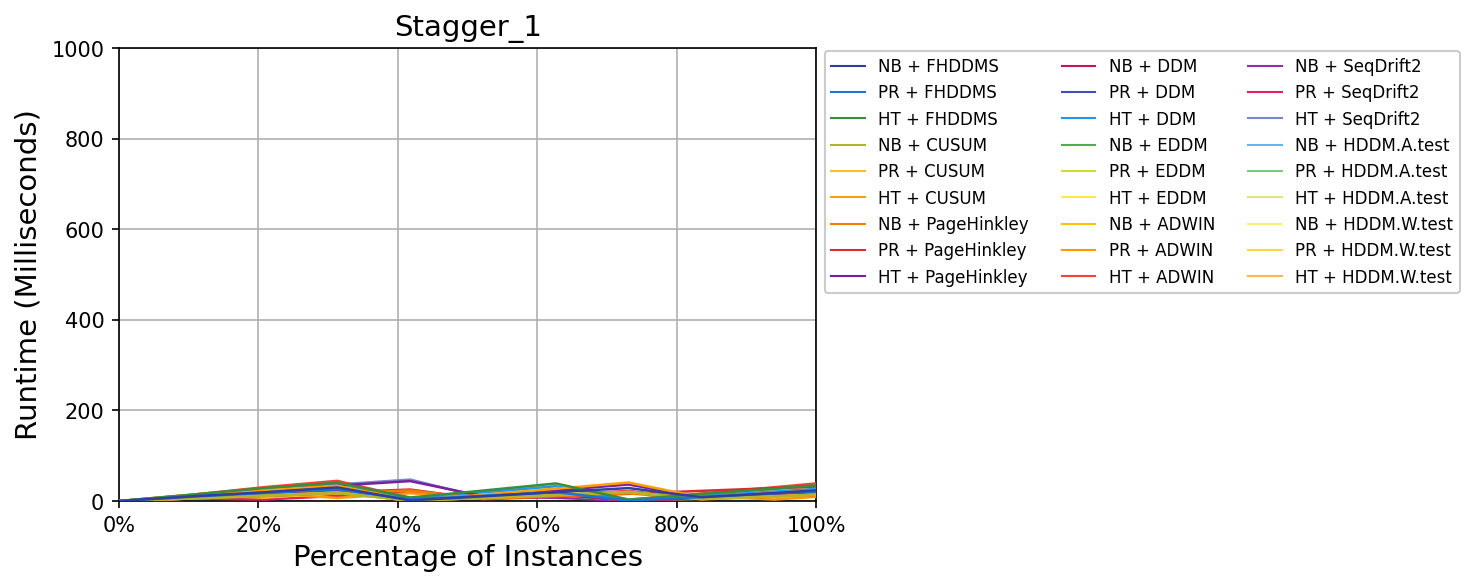 Stagger_1
1000
800
600
400
200
0
Runtime (Milliseconds)
0% 20% 40% 60% 80% 100%
Percentage of Instances
NB + FHDDMS
PR + FHDDMS
HT + FHDDMS
NB + CUSUM
PR + CUSUM
HT + CUSUM
NB + PageHinkley
PR + PageHinkley
HT + PageHinkley
NB + DDM
PR + DDM
HT + DDM
NB + EDDM
PR + EDDM
HT + EDDM
NB + ADWIN
PR + ADWIN
HT + ADWIN
NB + SeqDrift2
PR + SeqDrift2
HT + SeqDrift2
NB + HDDM.A.test
PR + HDDM.A.test
HT + HDDM.A.test
NB + HDDM.W.test
PR + HDDM.W.test
HT + HDDM.W.test